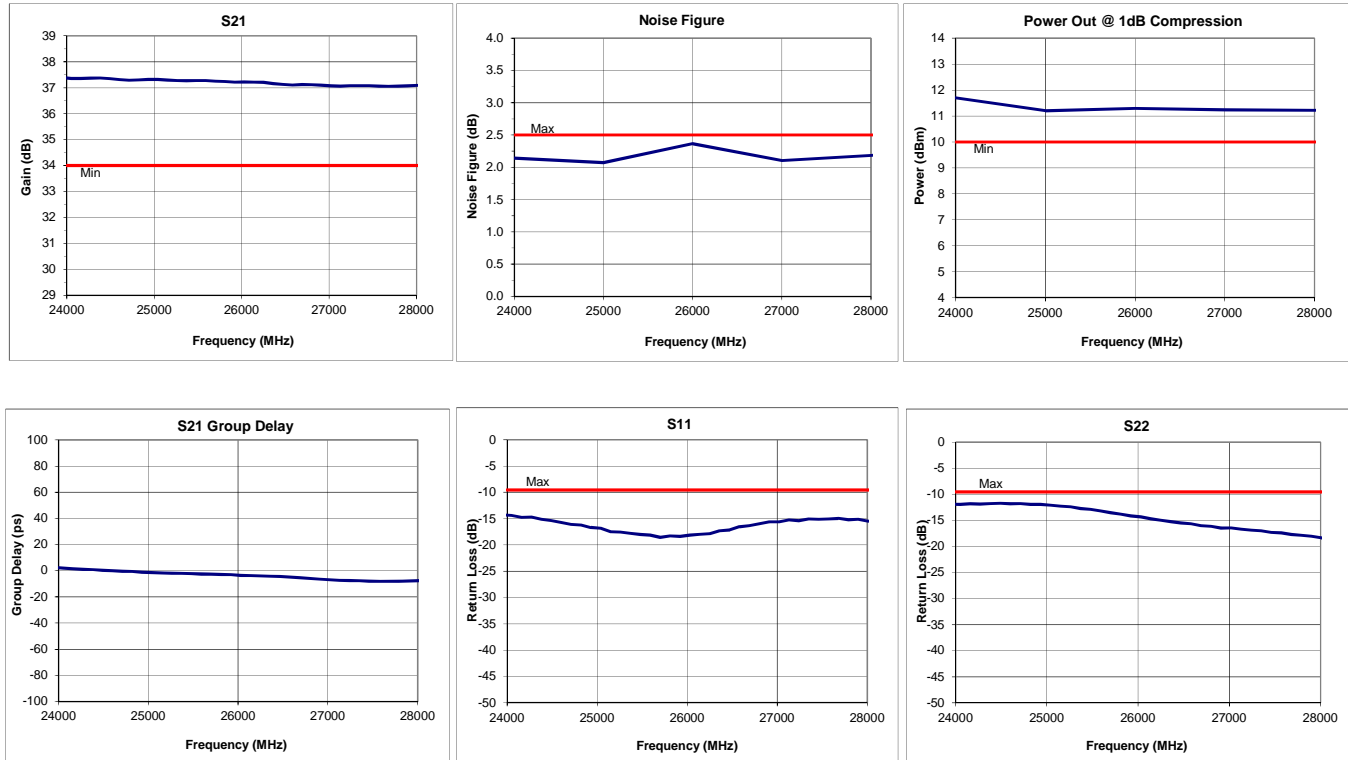 S21
39
38
37
36
35
34
33
32
31
30
29
Gain (dB)
Min
24000 25000 26000 27000 28000
Frequency (MHz)
Noise Figure
4.0
3.5
3.0
2.5
2.0
1.5
1.0
0.5
0.0
Noise Figure (dB)
Max
24000 25000 26000 27000 28000
Frequency (MHz)
Power Out @ 1dB Compression
14
13
12
11
10
9
8
7
6
5
4
Power (dBm)
Min
24000 25000 26000 27000 28000
Frequency (MHz)
S21 Group Delay
100
80
60
40
20
0
-20
-40
-60
-80
-100
Group Delay (ps)
24000 25000 26000 27000 28000
Frequency (MHz)
S11
0
-5
-10
-15
-20
-25
-30
-35
-40
-45
-50
Return Loss (dB)
Max
24000 25000 26000 27000 28000
Frequency (MHz)
S22
0
-5
-10
-15
-20
-25
-30
-35
-40
-45
-50
Return Loss (dB)
Max
24000 25000 26000 27000 28000
Frequency (MHz)